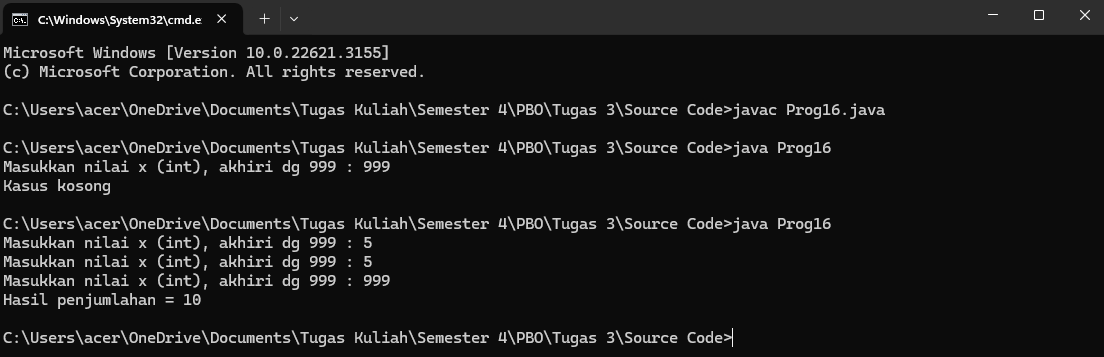 C:\Windows\System32\cmd.e
Microsoft Windows [Version 10.0.22621.3155]
(c) Microsoft Corporation. All rights reserved.
C:\Users\acer\OneDrive\Documents\Tugas Kuliah\Semester 4\PBO\Tugas 3\Source Code>javac Prog16.java
C:\Users\acer\OneDrive\Documents\Tugas Kuliah\Semester 4\PBO\Tugas 3\Source Code>java Prog16
Masukkan nilai x (int), akhiri dg 999 : 999
Kasus kosong
C:\Users\acer\OneDrive\Documents\Tugas Kuliah\Semester 4\PBO\Tugas 3\Source Code>java Prog16
Masukkan nilai x (int), akhiri dg 999 : 5
Masukkan nilai x (int), akhiri dg 999 : 5
Masukkan nilai x (int), akhiri dg 999 : 999
Hasil penjumlahan = 10
C:\Users\acer\OneDrive\Documents\Tugas Kuliah\Semester 4\PBO\Tugas 3\Source Code>